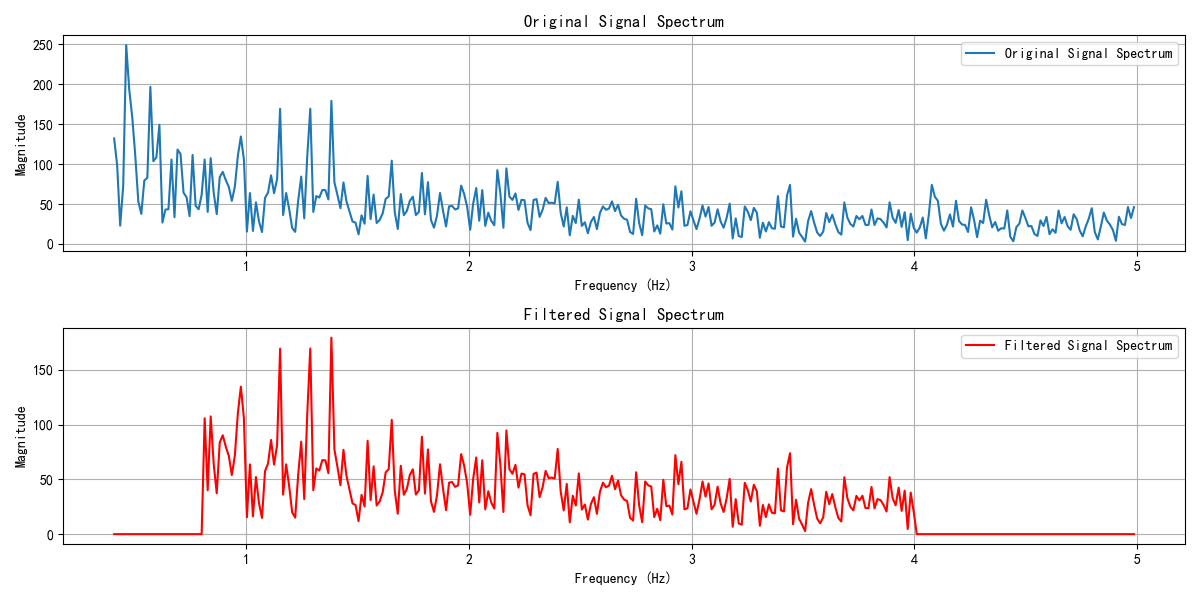 Original Signal Spectrum
250
200
150
100
50
0
Magnitude
Original Signal Spectrum
1 2 3 4 5
Frequency (Hz)
Filtered Signal Spectrum
150
100
50
0
Magnitude
Filtered Signal Spectrum
1 2 3 4 5
Frequency (Hz)